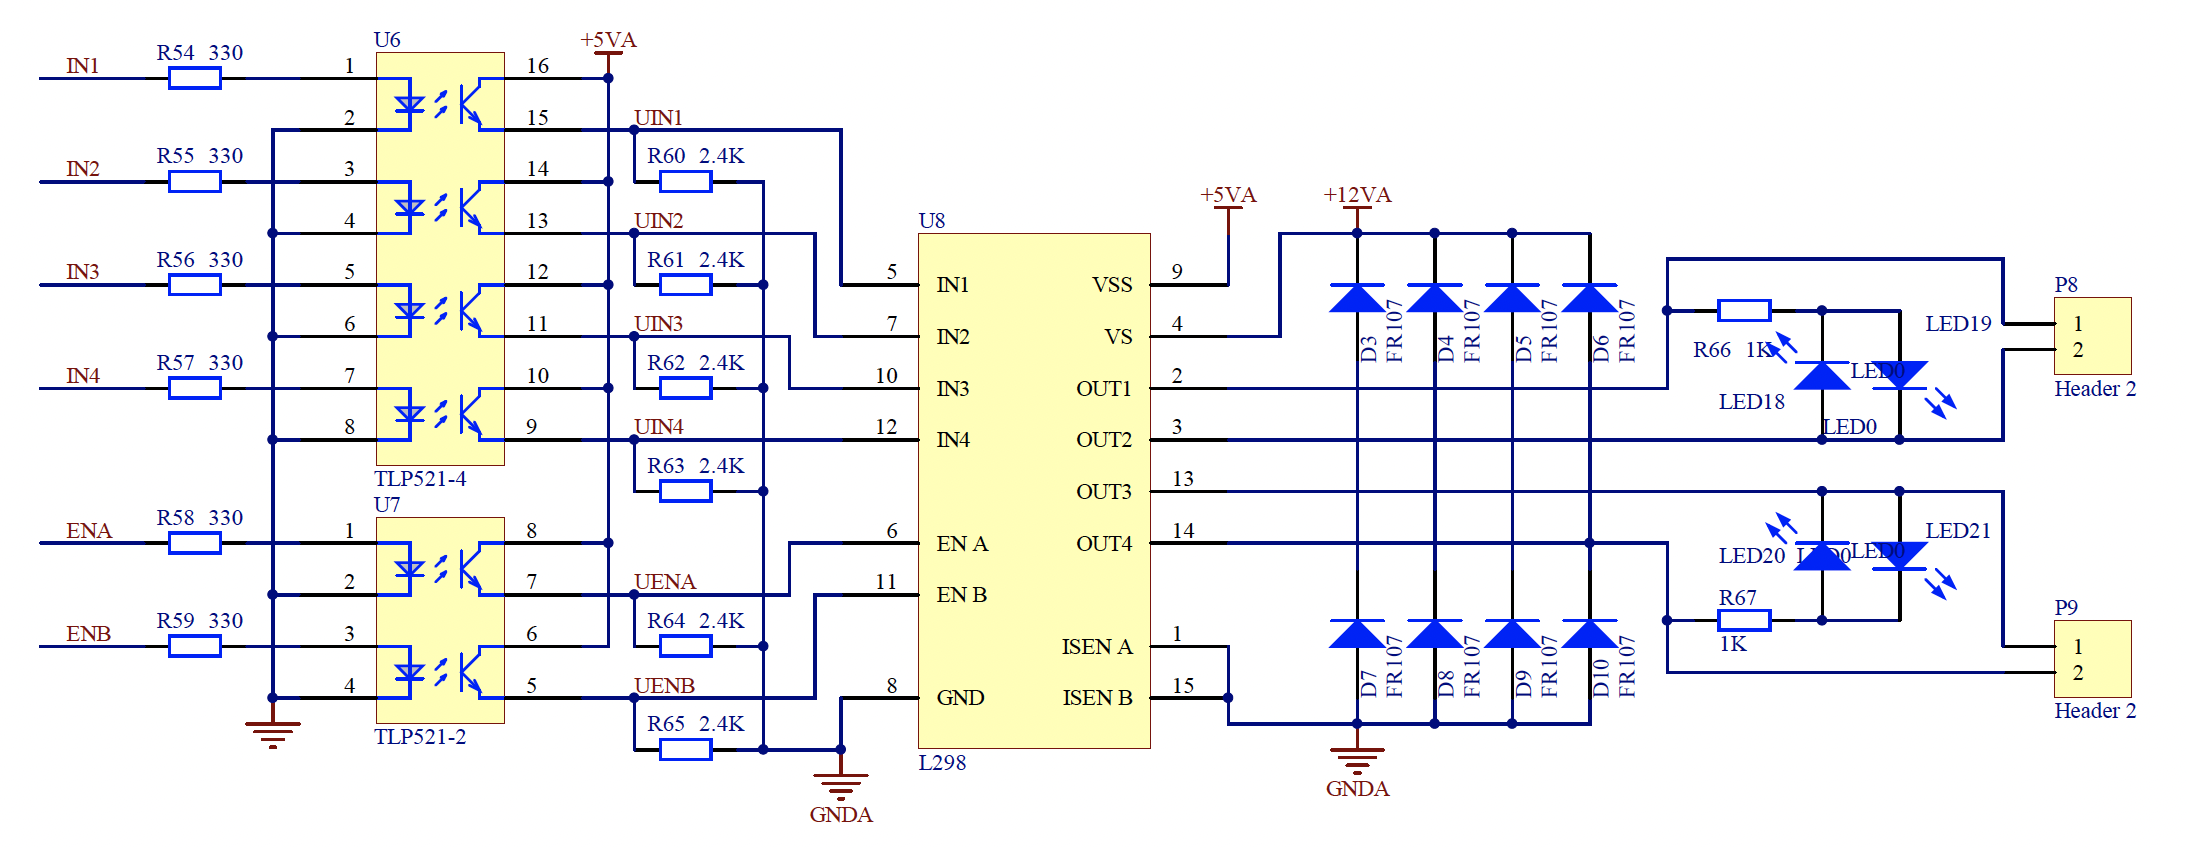 IN1
R54 330
IN2
R55 330
IN3
R56 330
IN4
R57 330
ENA
R58 330
ENB
R59 330
U6
1
2
3
4
5
6
7
8
16
15
14
13
12
11
10
9
TLP521-4
U7
1
2
3
4
8
7
6
5
TLP521-2
+5VA
UIN1
R60 2.4K
UIN2
R61 2.4K
UIN3
R62 2.4K
UIN4
R63 2.4K
UENA
R64 2.4K
UENB
R65 2.4K
GNDA
U8
5 IN1
7 IN2
10 IN3
12 IN4
6 EN A
11 EN B
8 GND
VSS 9
VS 4
OUT1 2
OUT2 3
OUT3 13
OUT4 14
ISEN A 1
ISEN B 15
L298
+5VA
+12VA
D3 FR107
D4 FR107
D5 FR107
D6 FR107
D7 FR107
D8 FR107
D9 FR107
D10 FR107
GNDA
R66 1K
LED18
LED0
LED19
LED0
P8
1
2
Header 2
LED20
LED0
LED0
LED21
R67
1K
P9
1
2
Header 2